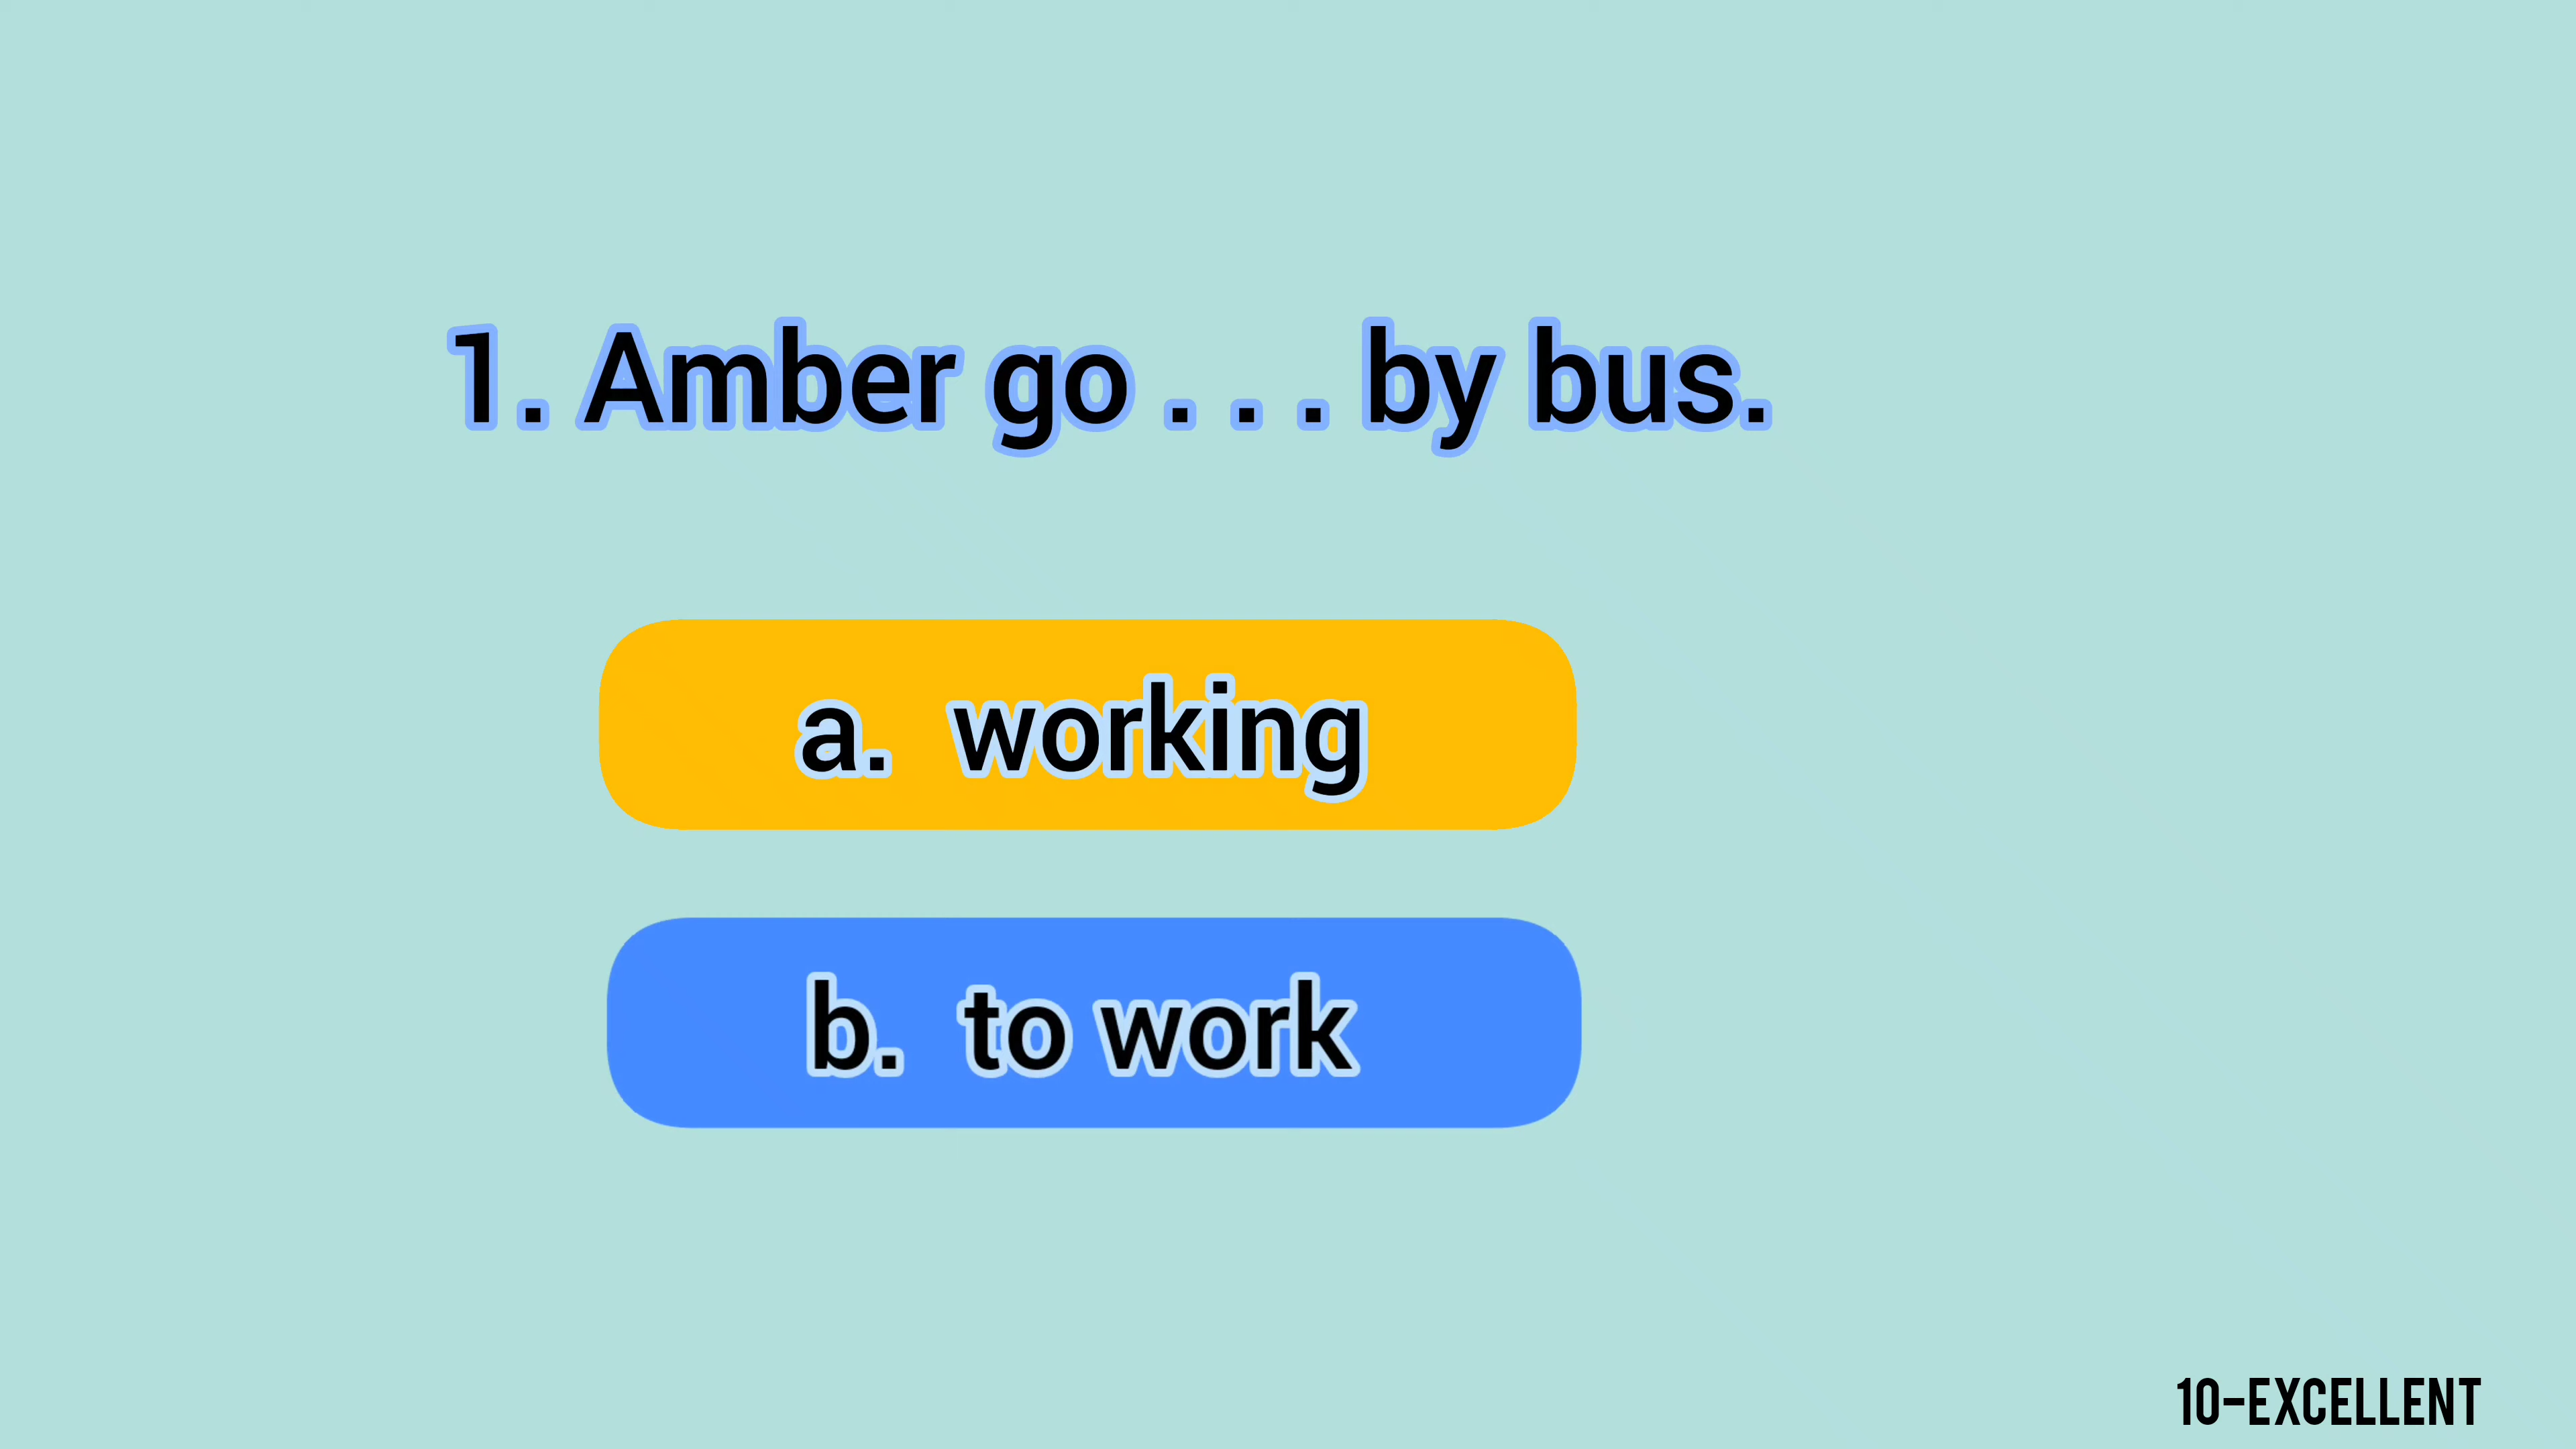 1. Amber go . . . by bus.
a. working
b. to work
10-EXCELLENT